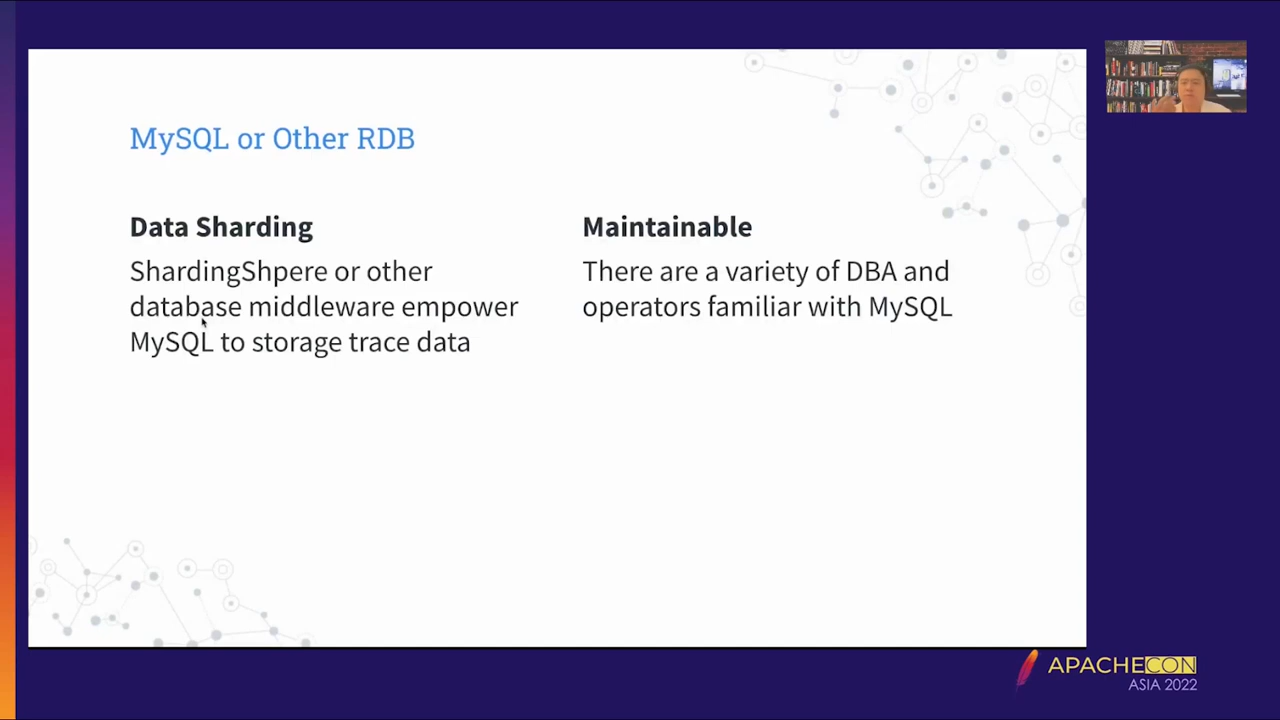 MySQL or Other RDB
Data Sharding
ShardingShpere or other
database middleware empower
MySQL to storage trace data
Maintainable
There are a variety of DBA and
operators familiar with MySQL
APACHECON
ASIA 2022